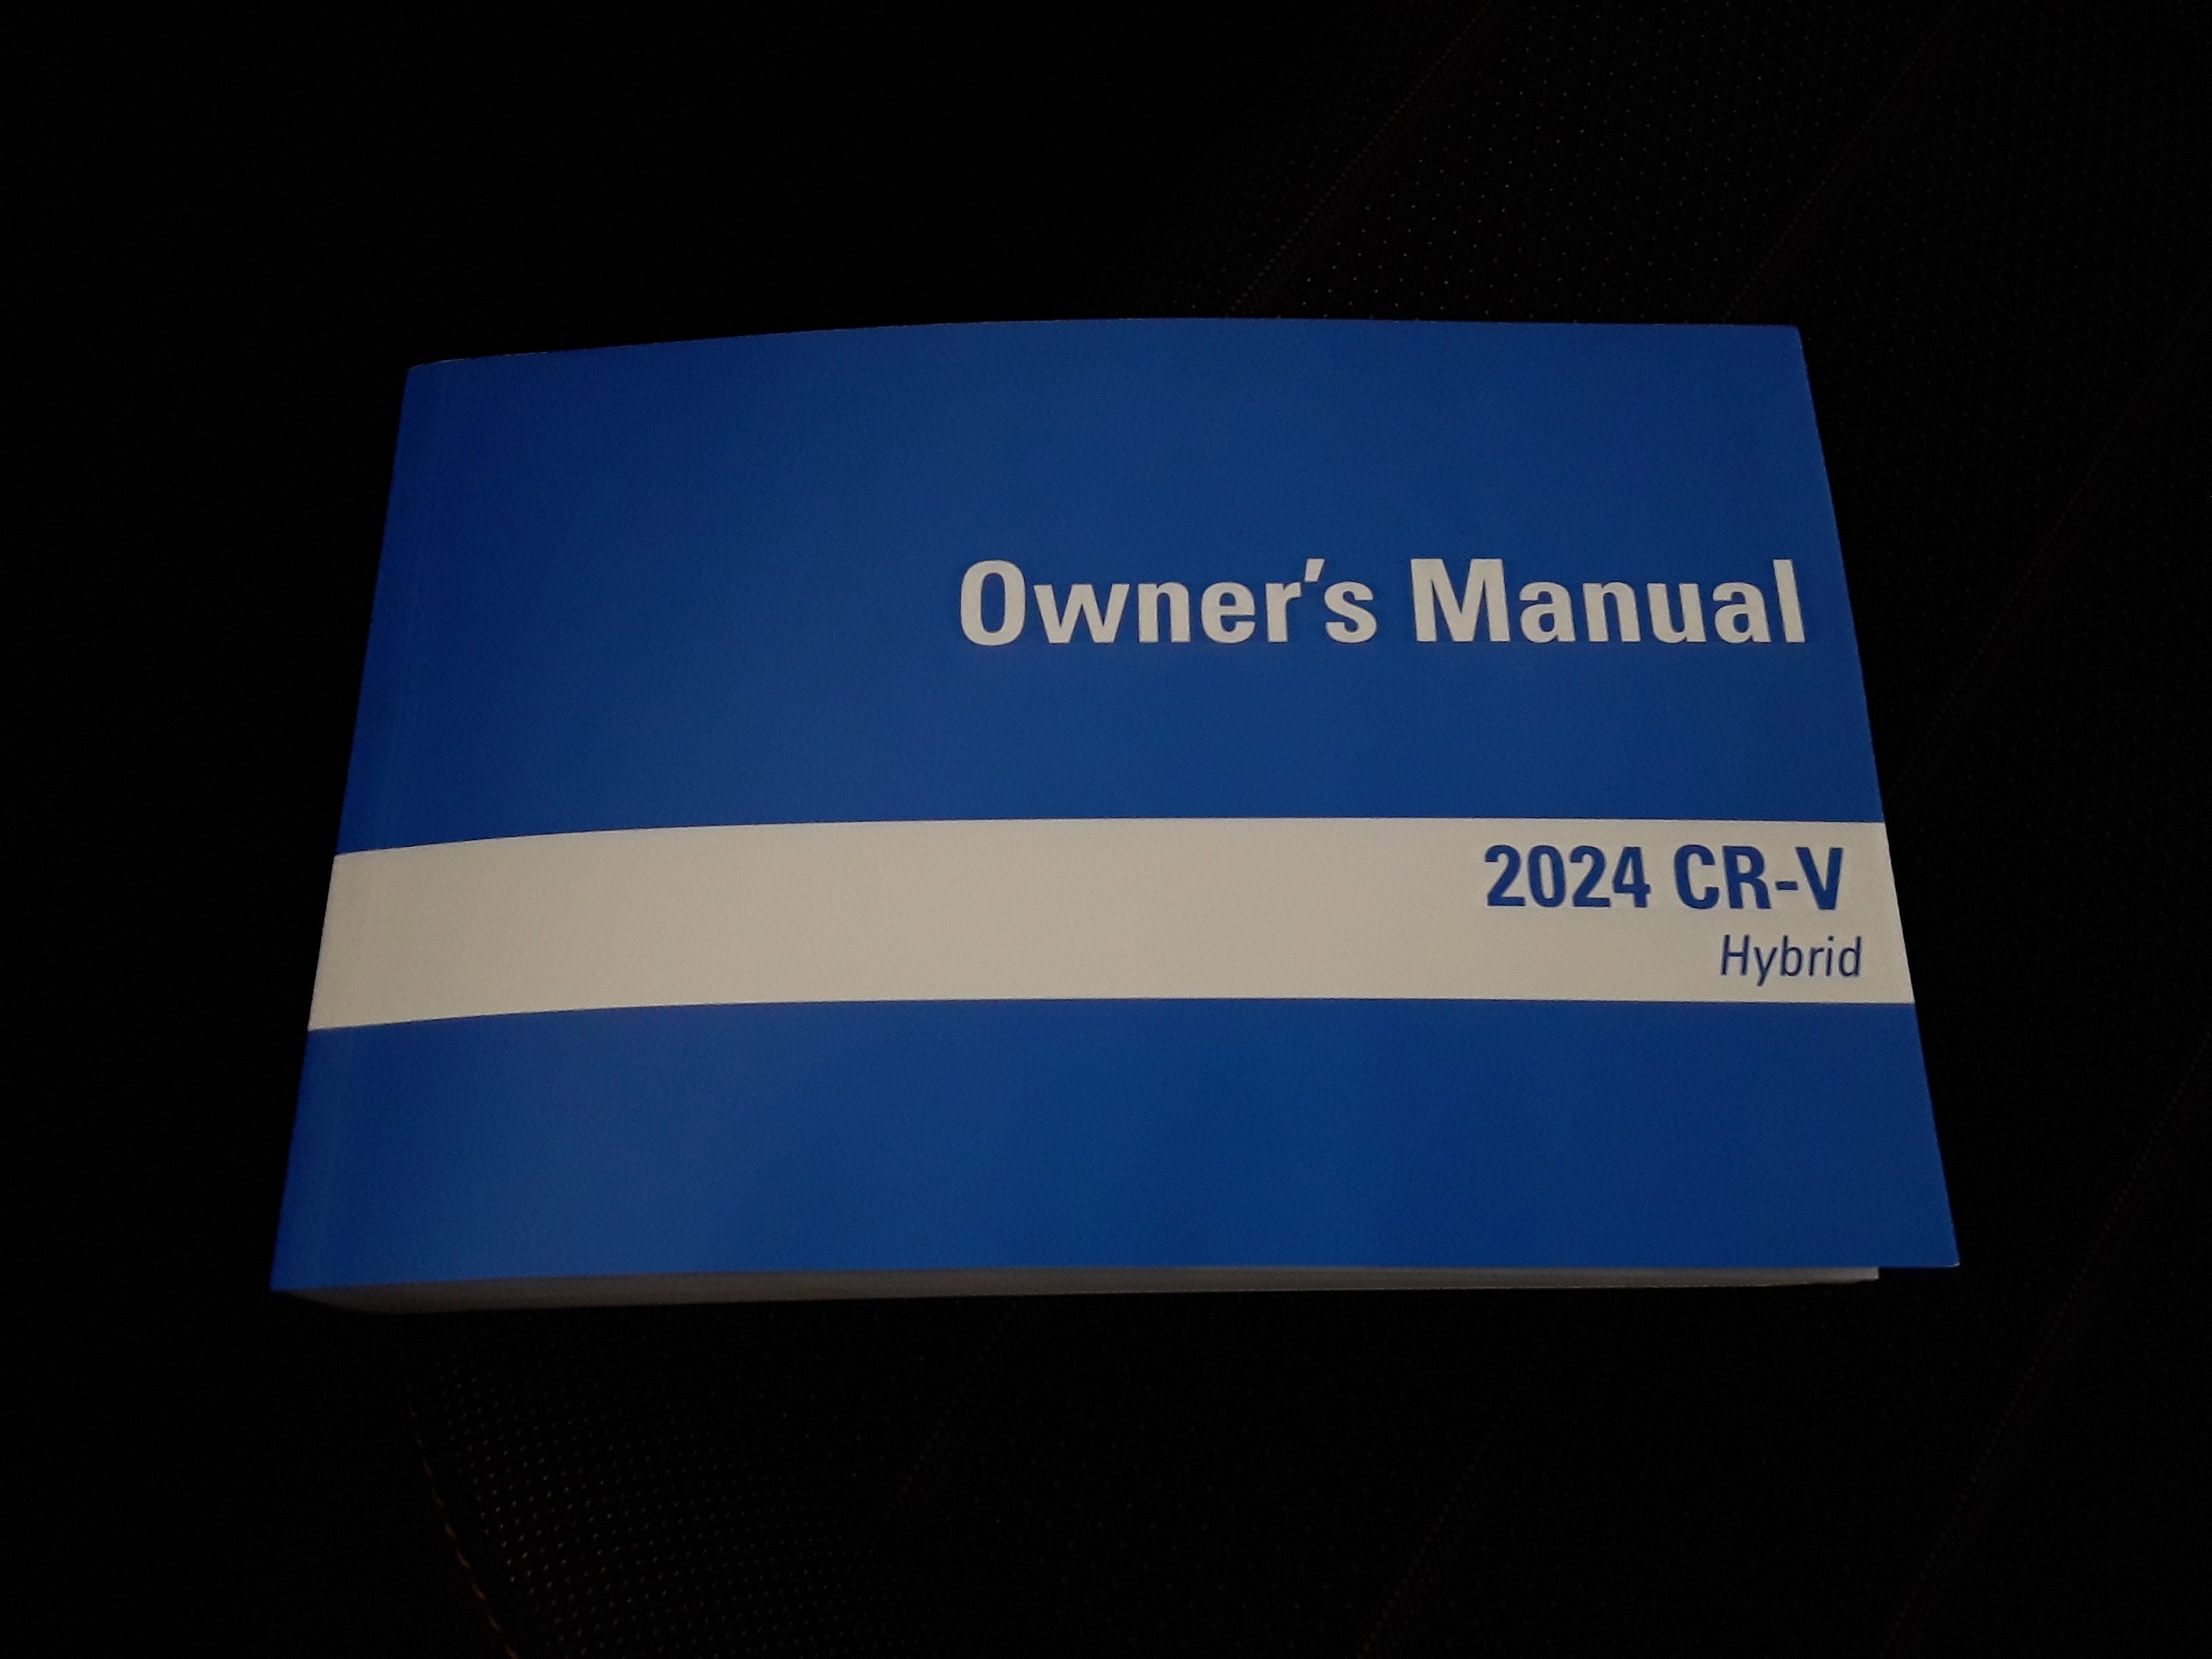 Owner's Manual
2024 CR-V
Hybrid